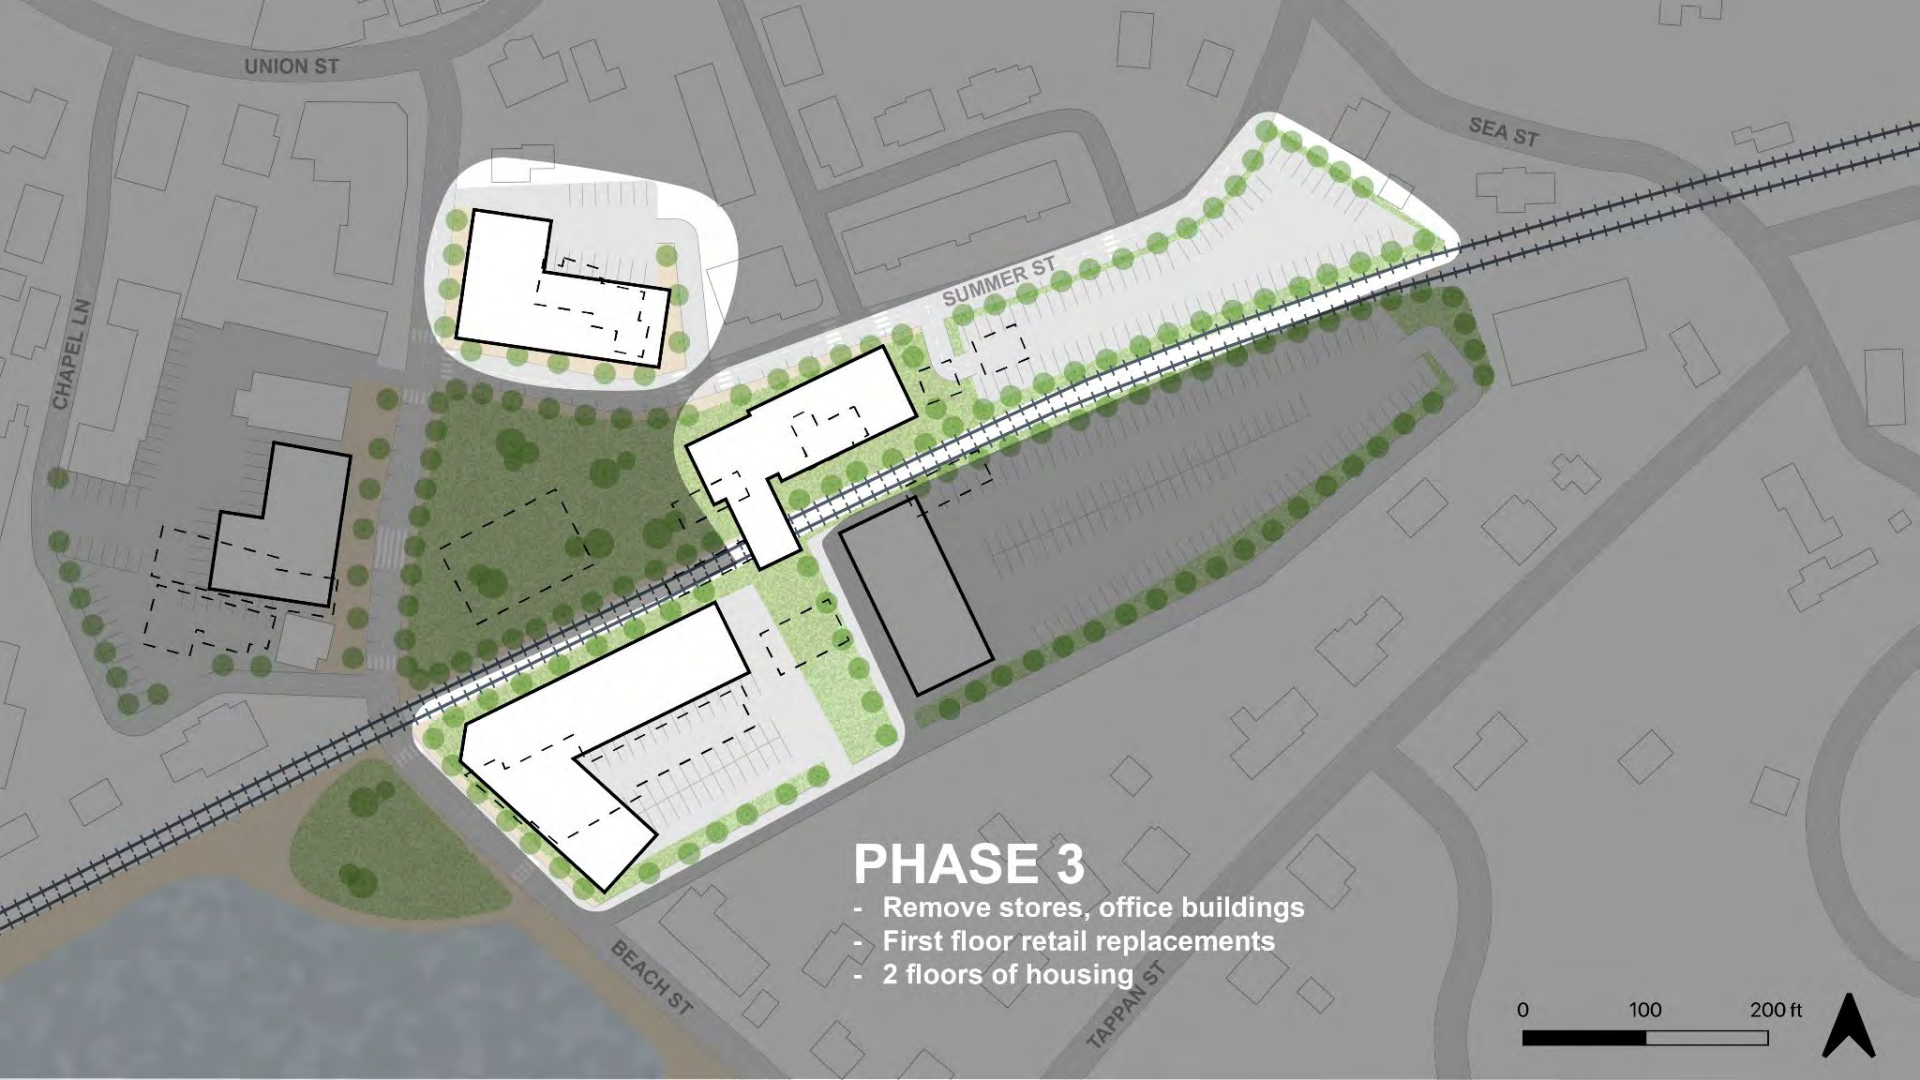 UNION ST
SEA ST
SUMMER ST
CHAPEL LN
PHASE 3
- Remove stores, office buildings
- First floor retail replacements
- 2 floors of housing
BEACH ST
TAPPAN ST
0 100 200 ft